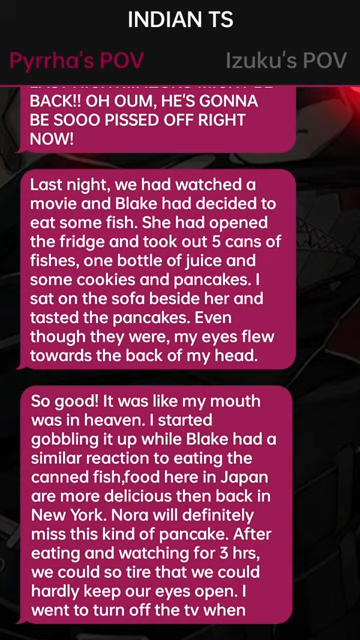 INDIAN TS
Pyrrha's POV
Izuku's POV
BACK!! OH OUM, HE'S GONNA
BE SOOO PISSED OFF RIGHT
NOW!
Last night, we had watched a
movie and Blake had decided to
eat some fish. She had opened
the fridge and took out 5 cans of
fishes, one bottle of juice and
some cookies and pancakes. I
sat on the sofa beside her and
tasted the pancakes. Even
though they were, my eyes flew
towards the back of my head.
So good! It was like my mouth
was in heaven. I started
gobbling it up while Blake had a
similar reaction to eating the
canned fish,food here in Japan
are more delicious then back in
New York. Nora will definitely
miss this kind of pancake. After
eating and watching for 3 hrs,
we could so tire that we could
hardly keep our eyes open. I
went to turn off the tv when